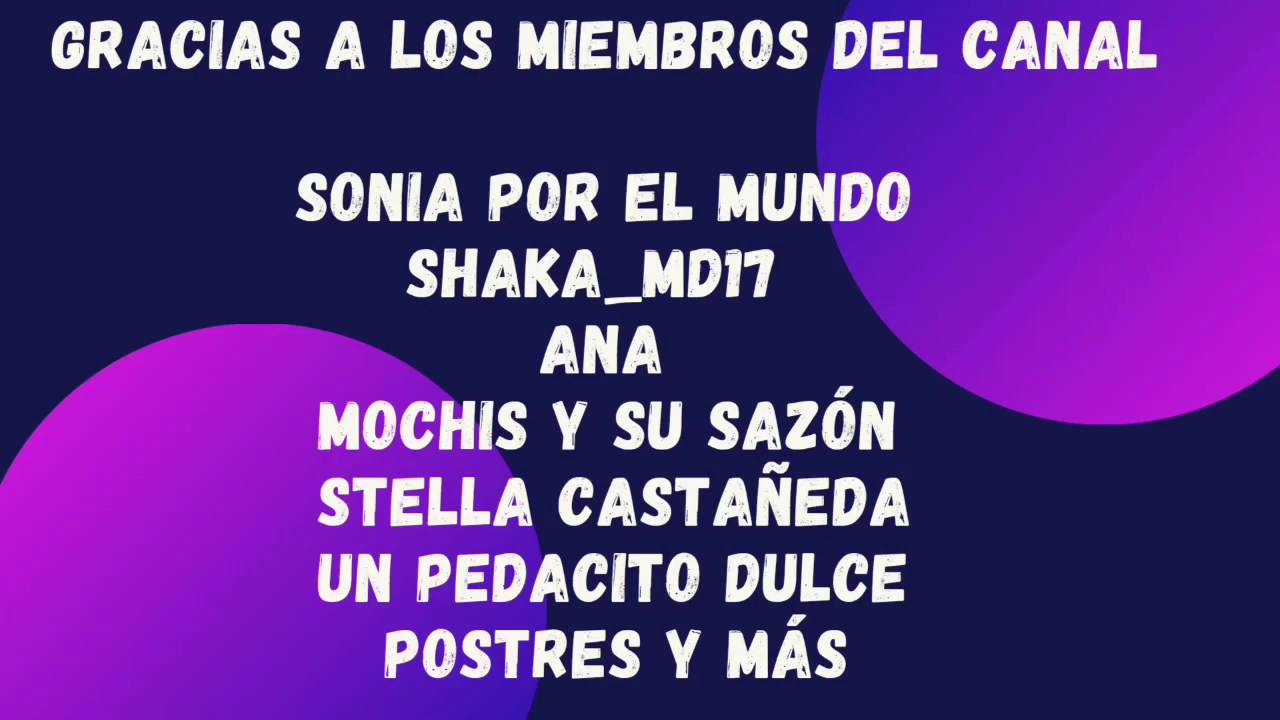 GRACIAS A LOS MIEMBROS DEL CANAL
SONIA POR EL MUNDO
SHAKA_MD17
ANA
MOCHIS Y SU SAZÓN
STELLA CASTAÑEDA
UN PEDACITO DULCE
POSTRES Y MÁS